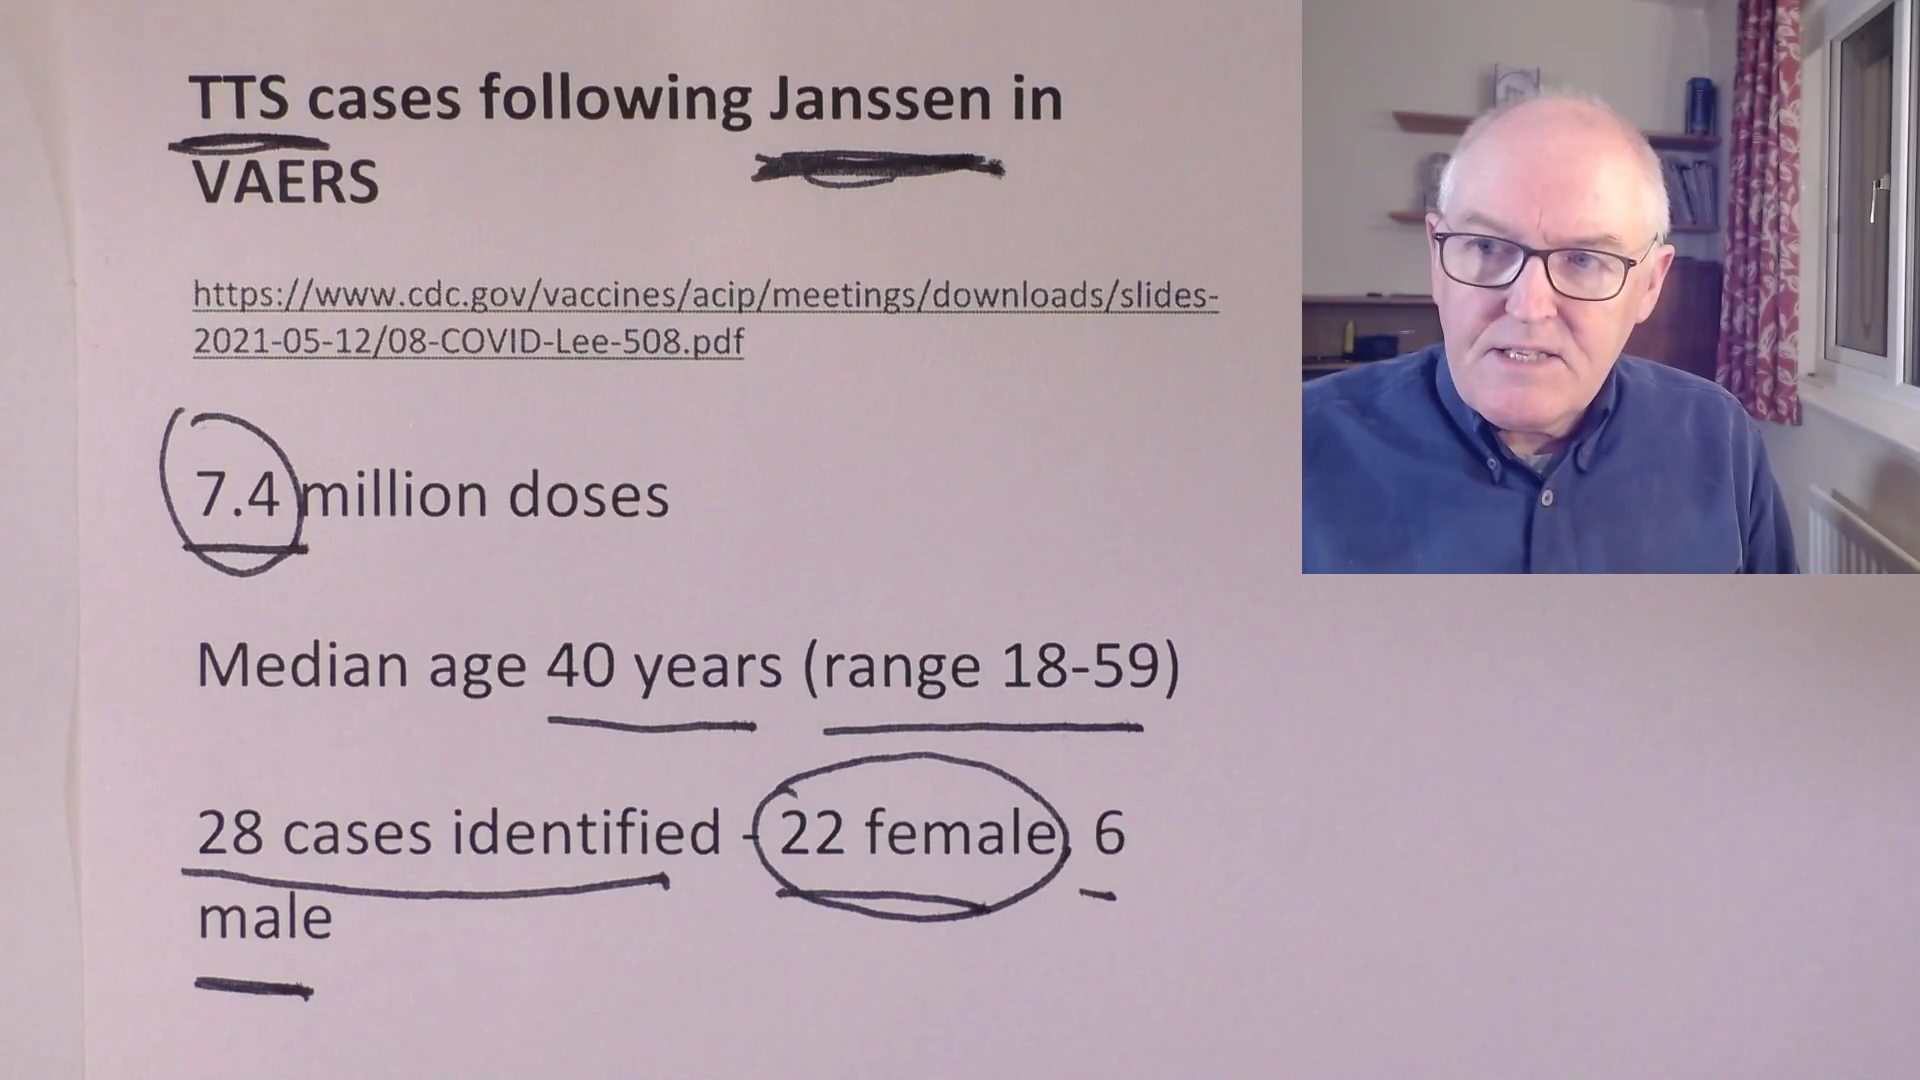 TTS cases following Janssen in
VAERS
https://www.cdc.gov/vaccines/acip/meetings/downloads/slides-
2021-05-12/08-COVID-Lee-508.pdf
7.4 million doses
Median age 40 years (range 18-59)
28 cases identified - 22 female, 6
male